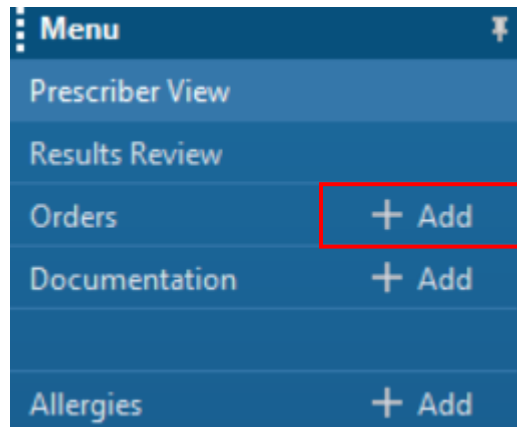 Menu
Prescriber View
Results Review
Orders + Add
Documentation + Add
Allergies + Add